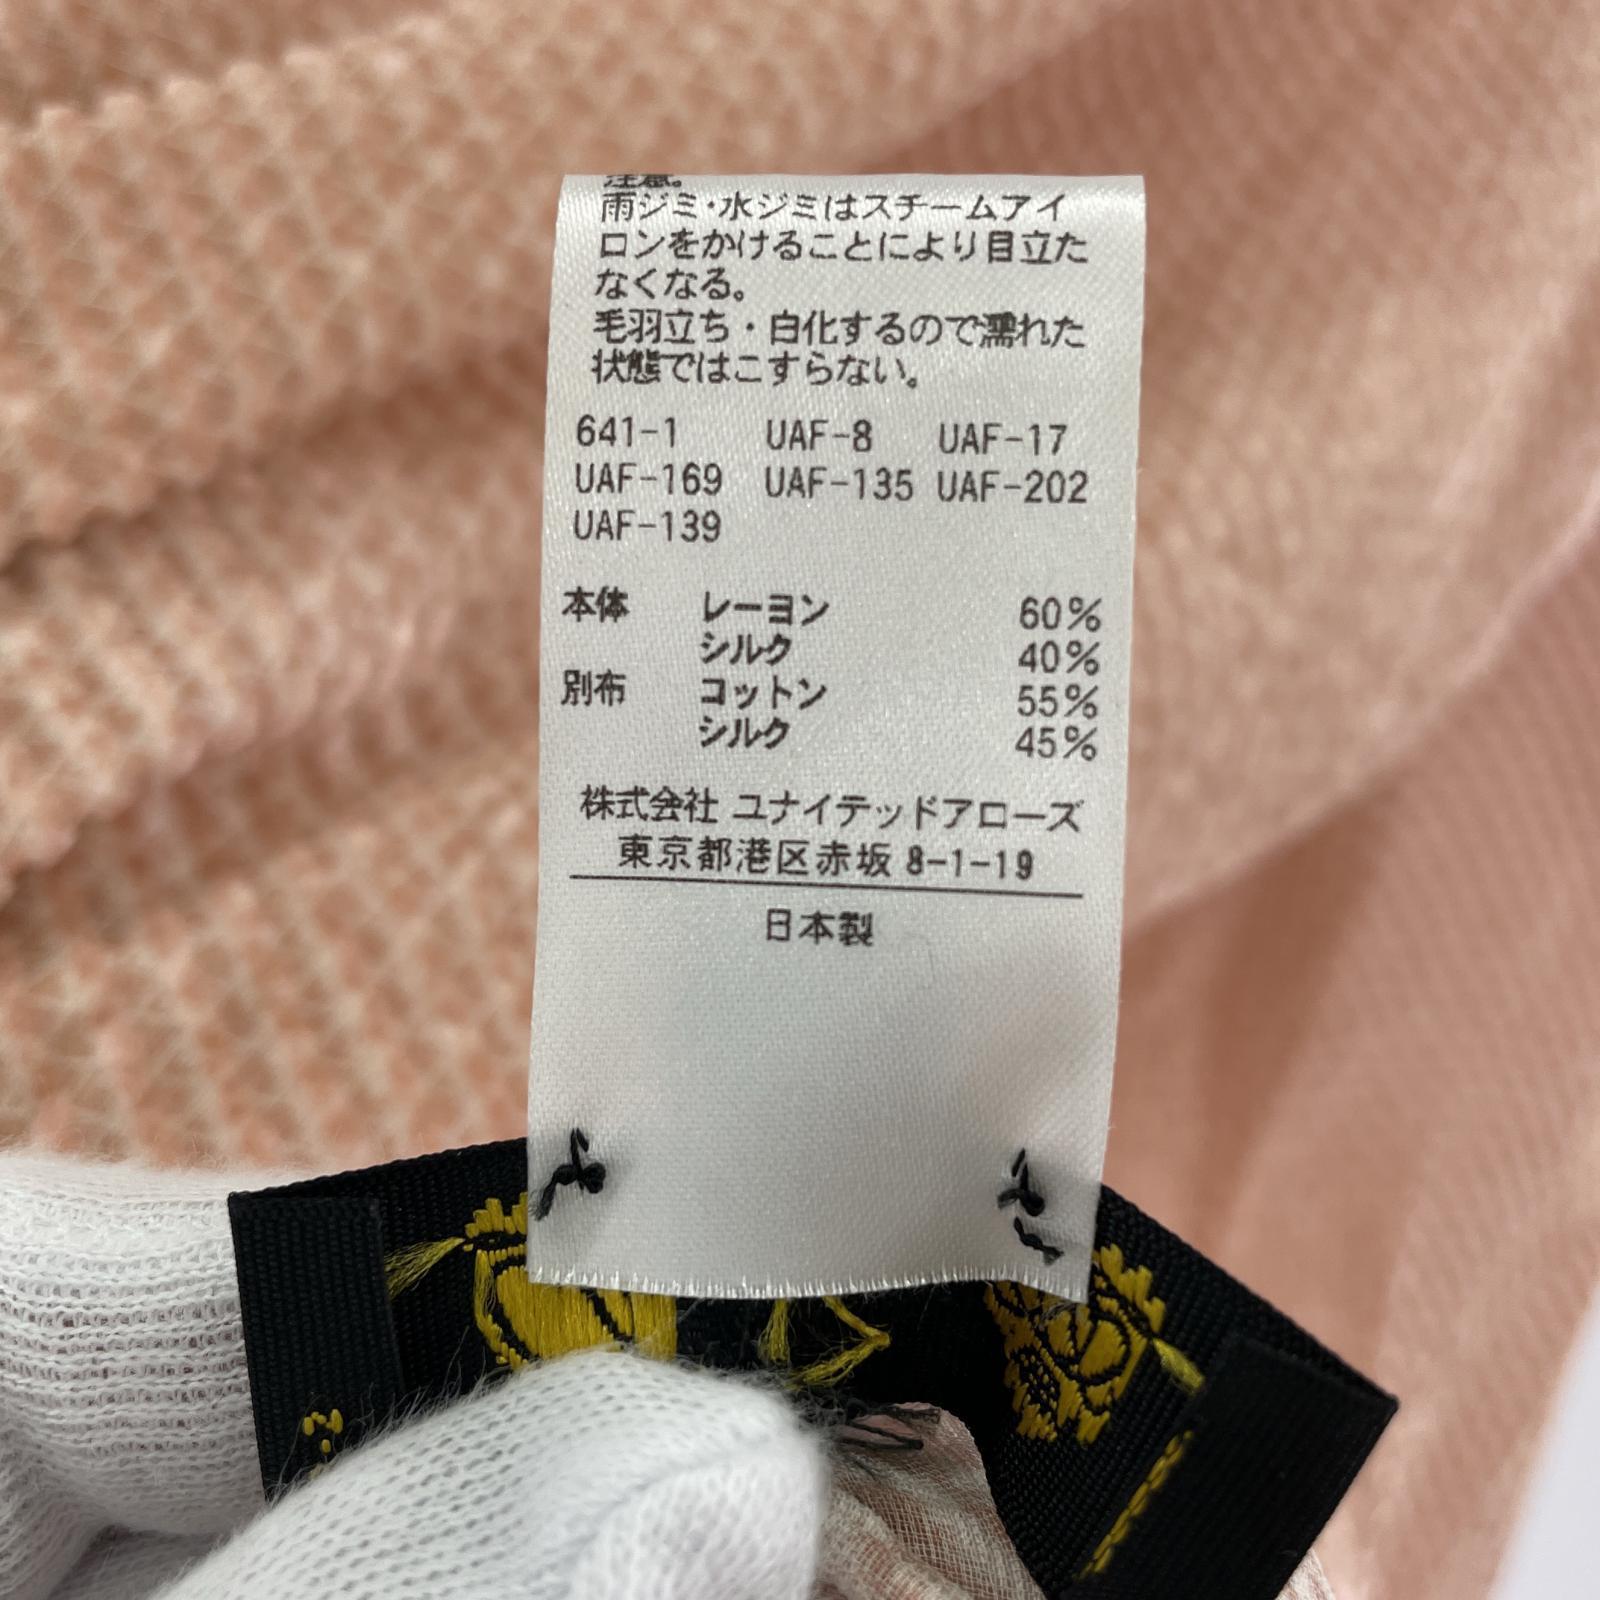 注意。
雨ジミ・水ジミはスチームアイ
ロンをかけることにより目立た
なくなる。
毛羽立ち・白化するので濡れた
状態ではこすらない。
641-1 UAF-8 UAF-17
UAF-169 UAF-135 UAF-202
UAF-139
本体 レーヨン 60%
シルク 40%
別布 コットン 55%
シルク 45%
株式会社 ユナイテッドアローズ
東京都港区赤坂 8-1-19
日本製